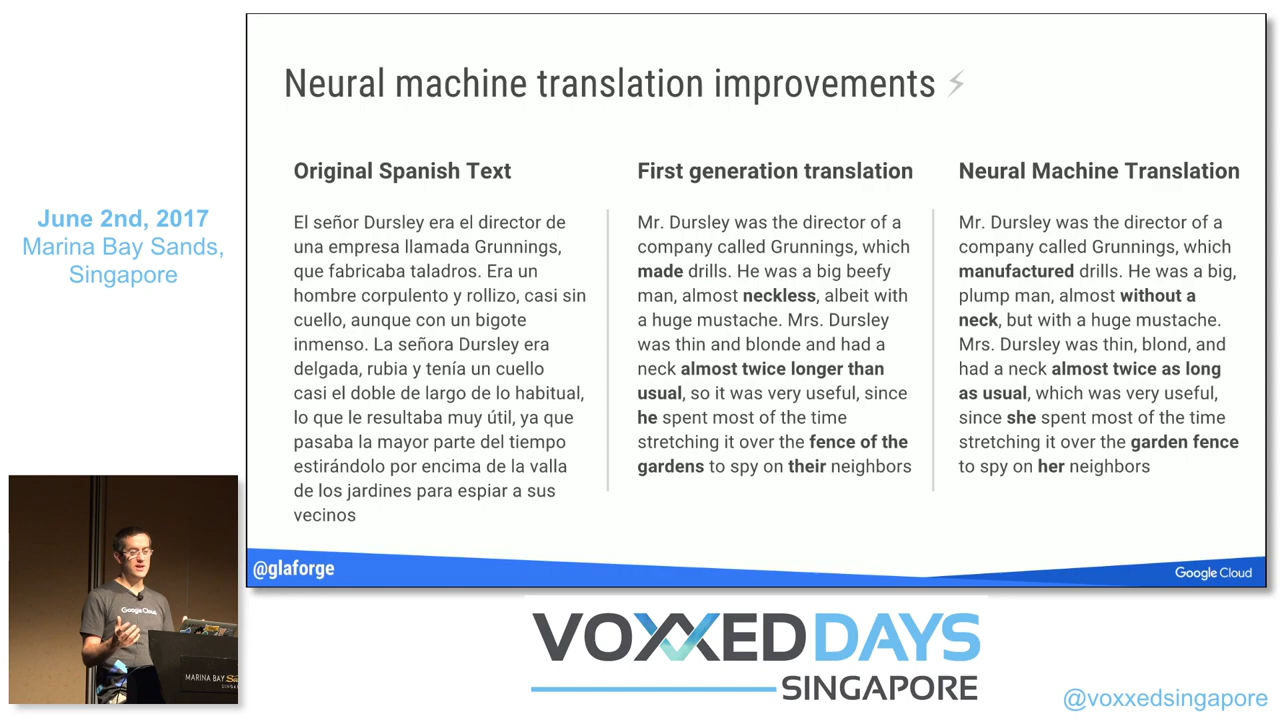 June 2nd, 2017
Marina Bay Sands,
Singapore
Neural machine translation improvements
Original Spanish Text
El señor Dursley era el director de
una empresa llamada Grunnings,
que fabricaba taladros. Era un
hombre corpulento y rollizo, casi sin
cuello, aunque con un bigote
inmenso. La señora Dursley era
delgada, rubia y tenía un cuello
casi el doble de largo de lo habitual,
lo que le resultaba muy útil, ya que
pasaba la mayor parte del tiempo
estirándolo por encima de la valla
de los jardines para espiar a sus
vecinos
First generation translation
Mr. Dursley was the director of a
company called Grunnings, which
made drills. He was a big beefy
man, almost neckless, albeit with
a huge mustache. Mrs. Dursley
was thin and blonde and had a
neck almost twice longer than
usual, so it was very useful, since
he spent most of the time
stretching it over the fence of the
gardens to spy on their neighbors
Neural Machine Translation
Mr. Dursley was the director of a
company called Grunnings, which
manufactured drills. He was a big,
plump man, almost without a
neck, but with a huge mustache.
Mrs. Dursley was thin, blond, and
had a neck almost twice as long
as usual, which was very useful,
since she spent most of the time
stretching it over the garden fence
to spy on her neighbors
@glaforge
Google Cloud
Google Cloud
MARINA BAY
VOXXEDDAYS
SINGAPORE
@voxxedsingapore